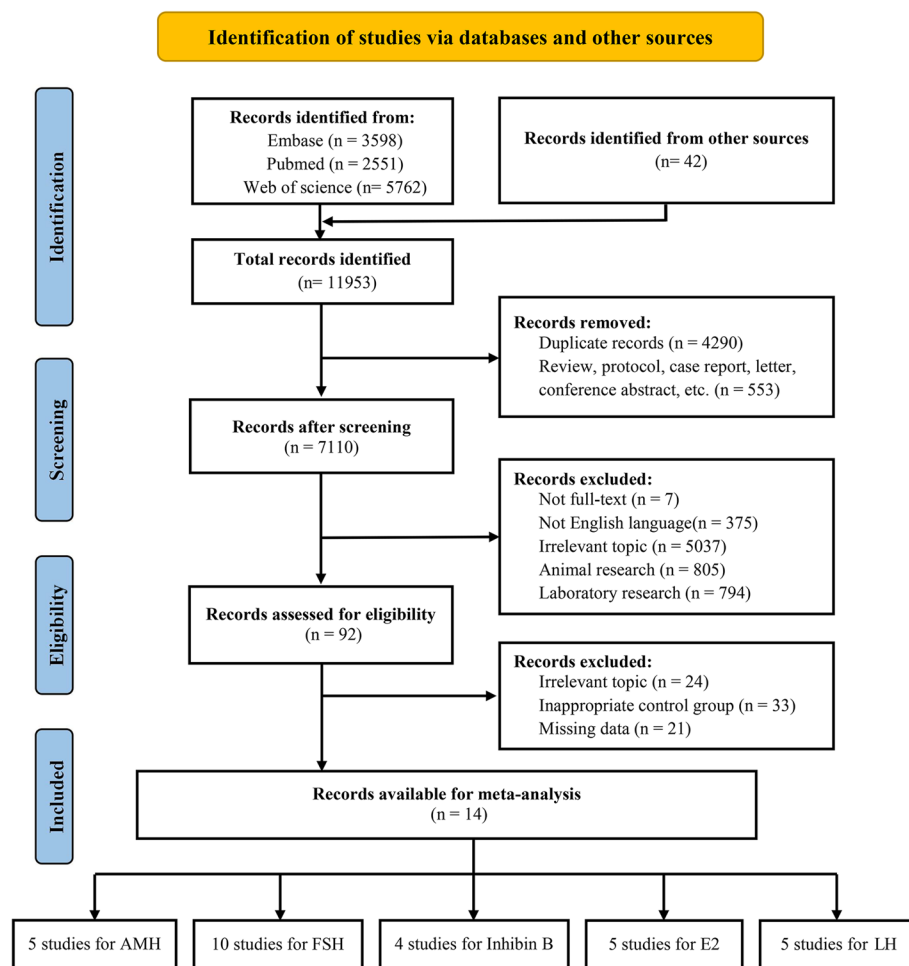 Identification of studies via databases and other sources
Identification
Records identified from:
Embase (n = 3598)
Pubmed (n = 2551)
Web of science (n= 5762)
Records identified from other sources
(n= 42)
Total records identified
(n= 11953)
Records removed:
Duplicate records (n = 4290)
Review, protocol, case report, letter,
conference abstract, etc. (n = 553)
Screening
Records after screening
(n = 7110)
Records excluded:
Not full-text (n = 7)
Not English language(n = 375)
Irrelevant topic (n = 5037)
Animal research (n = 805)
Laboratory research (n = 794)
Eligibility
Records assessed for eligibility
(n = 92)
Records excluded:
Irrelevant topic (n = 24)
Inappropriate control group (n = 33)
Missing data (n = 21)
Included
Records available for meta-analysis
(n = 14)
5 studies for AMH
10 studies for FSH
4 studies for Inhibin B
5 studies for E2
5 studies for LH